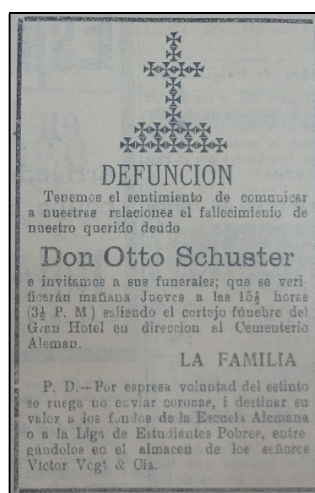 DEFUNCION
Tenemos el sentimiento de comunicar
a nuestras relaciones el fallecimiento de
nuestro querido deudo
Don Otto Schuster
e invitamos a sus funerales; que se veri-
ficarán mañana Jueves a las 15½ horas
(3½ P. M) saliendo el cortejo fúnebre del
Gran Hotel en direccion al Cementerio
Aleman.
LA FAMILIA
P. D.—Por espresa voluntad del estinto
se ruega no enviar coronas, i destinar su
valor a los fondos de la Escuela Alemana
o a la Liga de Estudiantes Pobres, entre-
gándolos en el almacen de los señores
Victor Vogt & Cia.